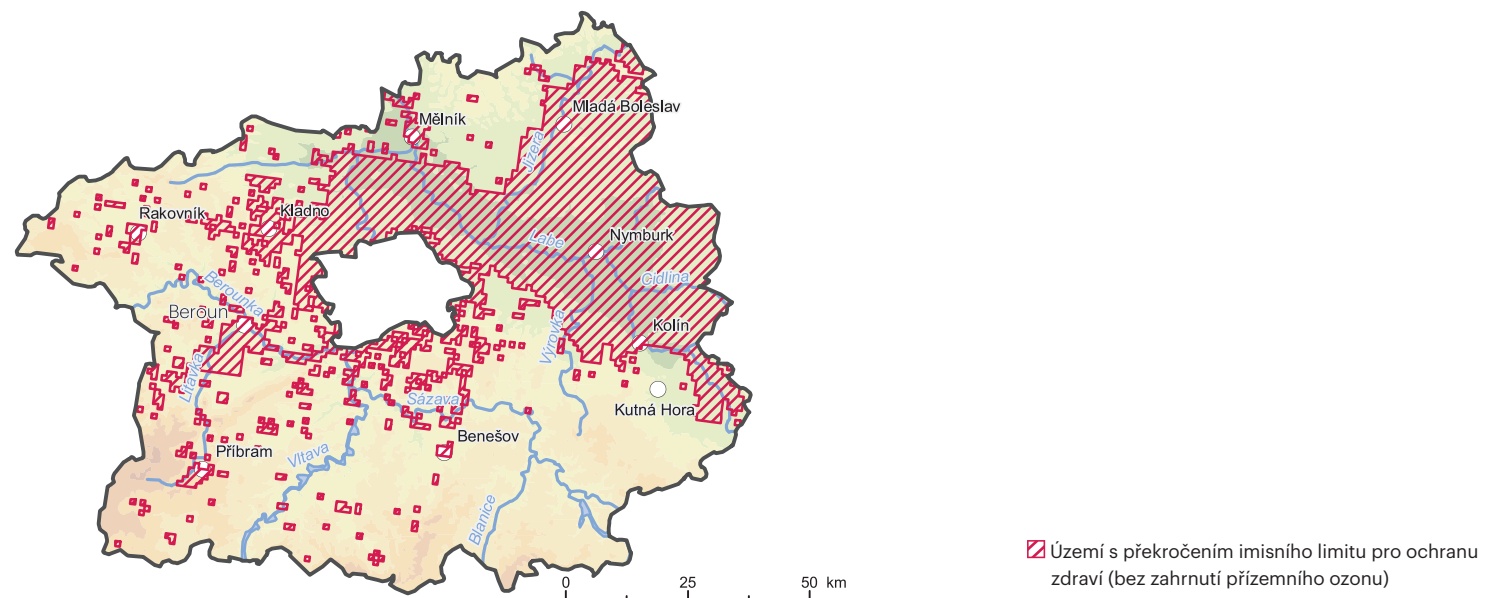 Mladá Boleslav
Mělník
Jizera
Rakovník
Kladno
Labe
Nymburk
Cidlina
Berounka
Beroun
Kolín
Výrovka
Litavka
Sázava
Kutná Hora
Benešov
Příbram
Vltava
Blanice
0 25 50 km
Území s překročením imisního limitu pro ochranu
zdraví (bez zahrnutí přízemního ozonu)